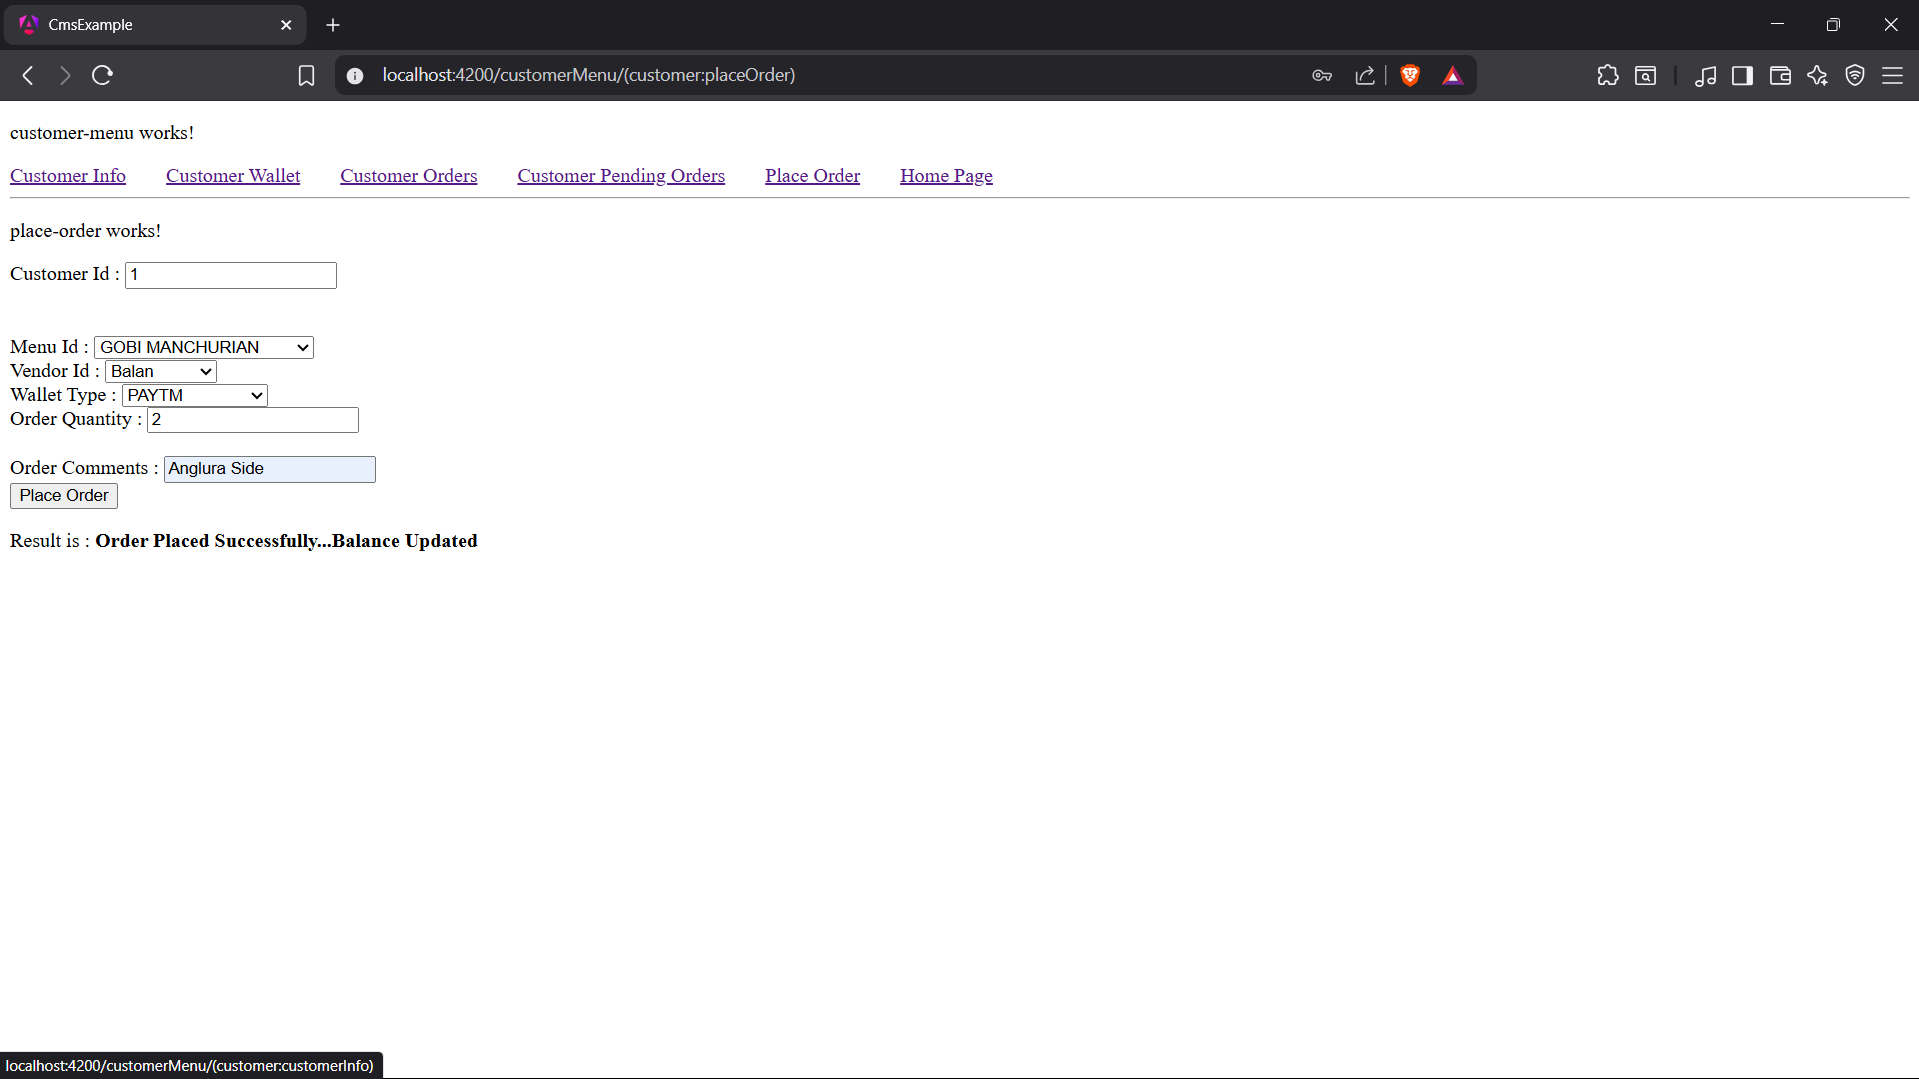 CmsExample
localhost:4200/customerMenu/(customer:placeOrder)
customer-menu works!
Customer Info Customer Wallet Customer Orders Customer Pending Orders Place Order Home Page
place-order works!
Customer Id : 1
Menu Id : GOBI MANCHURIAN
Vendor Id : Balan
Wallet Type : PAYTM
Order Quantity : 2
Order Comments : Anglura Side
Place Order
Result is : Order Placed Successfully...Balance Updated
localhost:4200/customerMenu/(customer:customerInfo)